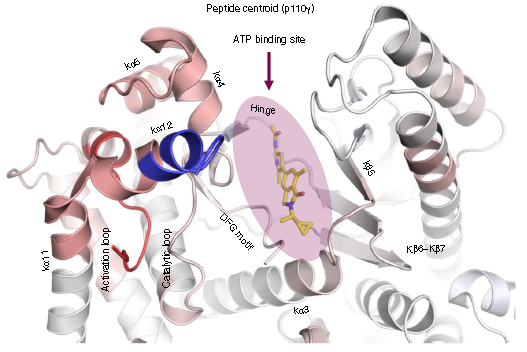 Peptide centroid (p110γ)
ATP binding site
kα6
kα4
Hinge
kα12
kβ5
DFG motif
Kβ6–Kβ7
kα11
Activation loop
Catalytic loop
Kα3